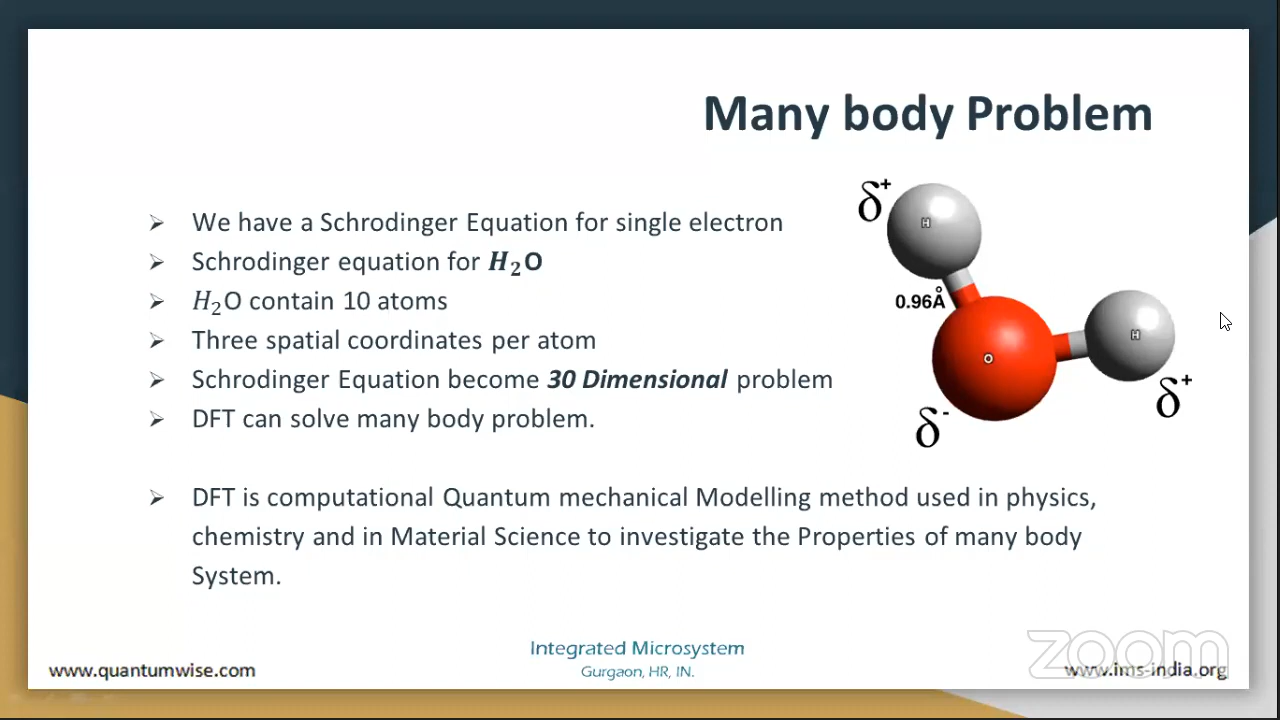 Many body Problem
➢ We have a Schrodinger Equation for single electron
➢ Schrodinger equation for H₂O
➢ H₂O contain 10 atoms
➢ Three spatial coordinates per atom
➢ Schrodinger Equation become 30 Dimensional problem
➢ DFT can solve many body problem.
➢ DFT is computational Quantum mechanical Modelling method used in physics,
chemistry and in Material Science to investigate the Properties of many body
System.
δ+
H
0.96Å
O
H
δ+
δ-
Integrated Microsystem
Gurgaon, HR, IN.
www.quantumwise.com
zoom
www.ims-india.org